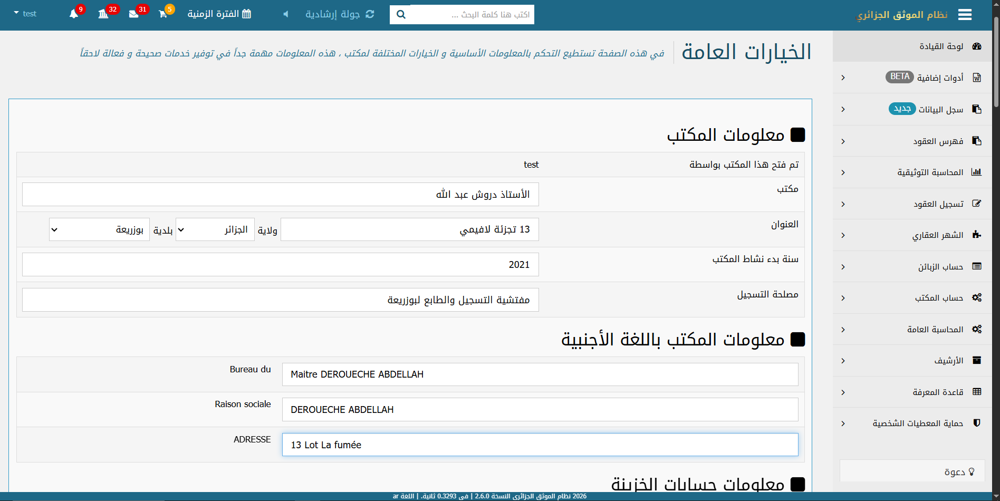 نظام الموثق الجزائري
اكتب هنا كلمة البحث ...
جولة إرشادية
الفترة الزمنية
5
31
32
9
test
لوحة القيادة
أدوات إضافية BETA
سجل البيانات جديد
فهرس العقود
المحاسبة التوثيقية
تسجيل العقود
الشهر العقاري
حساب الزبائن
حساب المكتب
المحاسبة العامة
الأرشيف
قاعدة المعرفة
حماية المعطيات الشخصية
دعوة
الخيارات العامة
في هذه الصفحة تستطيع التحكم بالمعلومات الأساسية و الخيارات المختلفة لمكتب ، هذه المعلومات مهمة جداً في توفير خدمات صحيحة و فعالة لاحقاً
معلومات المكتب
تم فتح هذا المكتب بواسطة test
مكتب الأستاذ دروش عبد الله
العنوان 13 تجزئة لافيمي ولاية الجزائر بلدية بوزريعة
سنة بدء نشاط المكتب 2021
مصلحة التسجيل مفتشية التسجيل والطابع لبوزريعة
معلومات المكتب باللغة الأجنبية
Bureau du Maitre DEROUECHE ABDELLAH
Raison sociale DEROUECHE ABDELLAH
ADRESSE 13 Lot La fumée
معلومات حسابات الخزينة
2026 نظام الموثق الجزائري النسخة 2.6.0 | في 0.3293 ثانية. | اللغة ar